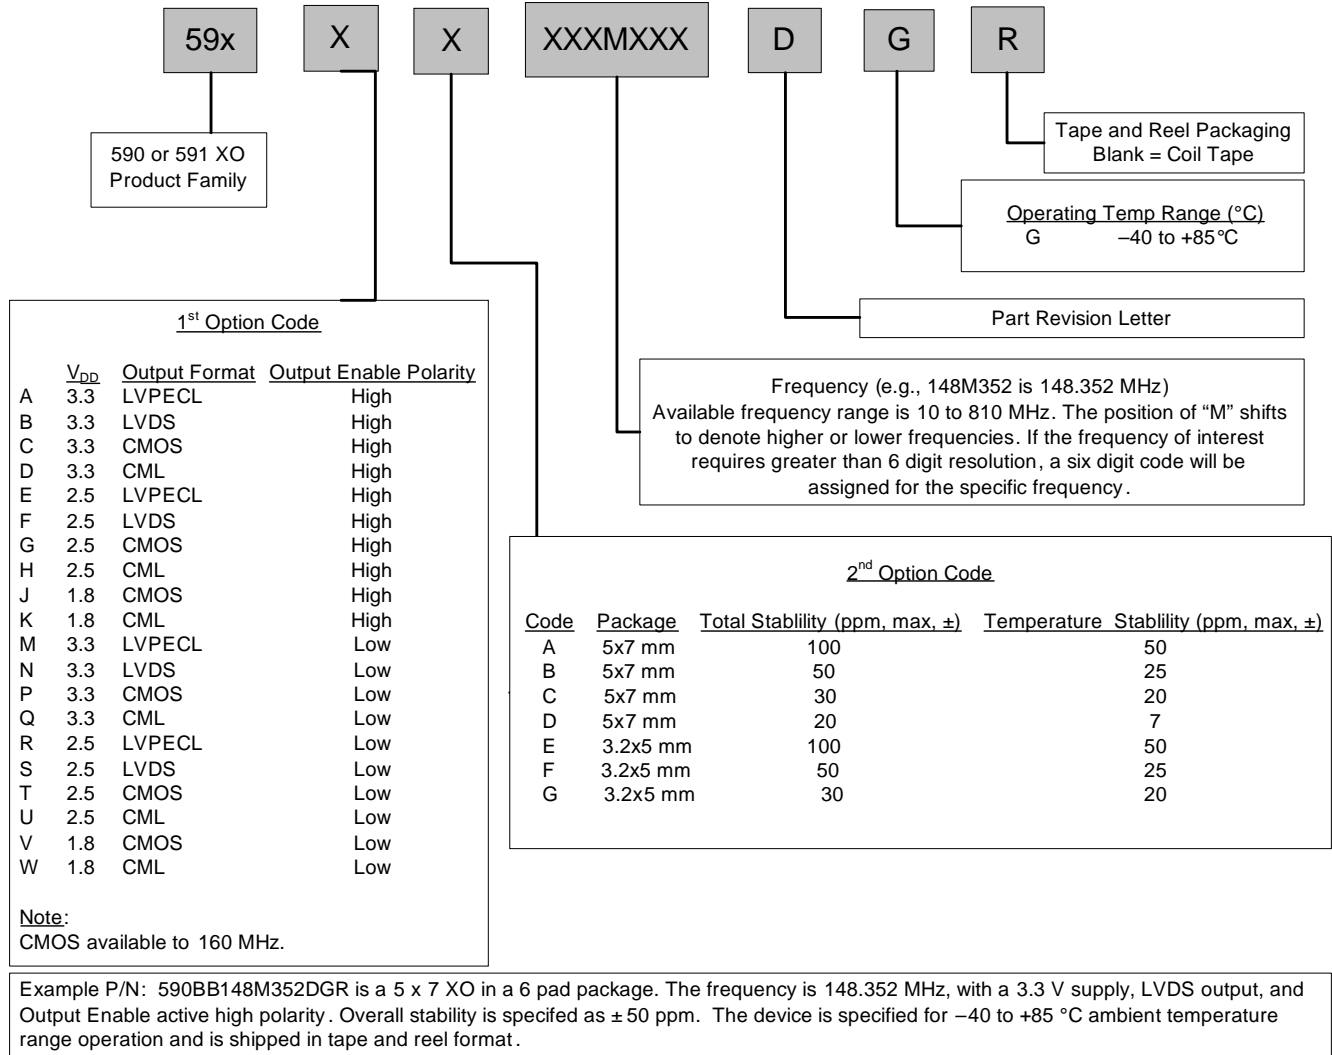 59x X X XXXMXXX D G R
590 or 591 XO
Product Family
Tape and Reel Packaging
Blank = Coil Tape
Operating Temp Range (°C)
G –40 to +85°C
Part Revision Letter
Frequency (e.g., 148M352 is 148.352 MHz)
Available frequency range is 10 to 810 MHz. The position of “M” shifts
to denote higher or lower frequencies. If the frequency of interest
requires greater than 6 digit resolution, a six digit code will be
assigned for the specific frequency.
1st Option Code
VDD Output Format Output Enable Polarity
A 3.3 LVPECL High
B 3.3 LVDS High
C 3.3 CMOS High
D 3.3 CML High
E 2.5 LVPECL High
F 2.5 LVDS High
G 2.5 CMOS High
H 2.5 CML High
J 1.8 CMOS High
K 1.8 CML High
M 3.3 LVPECL Low
N 3.3 LVDS Low
P 3.3 CMOS Low
Q 3.3 CML Low
R 2.5 LVPECL Low
S 2.5 LVDS Low
T 2.5 CMOS Low
U 2.5 CML Low
V 1.8 CMOS Low
W 1.8 CML Low
Note:
CMOS available to 160 MHz.
2nd Option Code
Code Package Total Stablility (ppm, max, ±) Temperature Stablility (ppm, max, ±)
A 5x7 mm 100 50
B 5x7 mm 50 25
C 5x7 mm 30 20
D 5x7 mm 20 7
E 3.2x5 mm 100 50
F 3.2x5 mm 50 25
G 3.2x5 mm 30 20
Example P/N: 590BB148M352DGR is a 5 x 7 XO in a 6 pad package. The frequency is 148.352 MHz, with a 3.3 V supply, LVDS output, and
Output Enable active high polarity. Overall stability is specifed as ± 50 ppm. The device is specified for –40 to +85 °C ambient temperature
range operation and is shipped in tape and reel format.